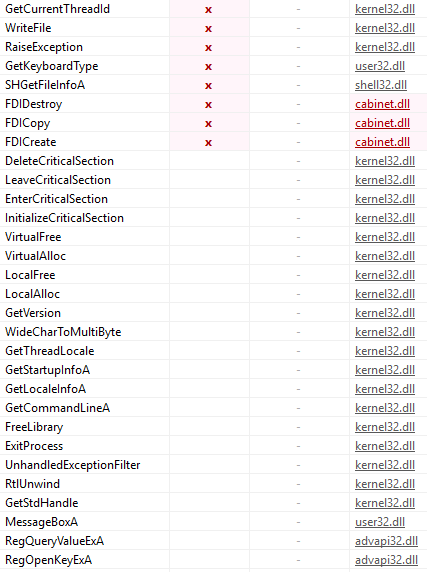 GetCurrentThreadId x - kernel32.dll
WriteFile x - kernel32.dll
RaiseException x - kernel32.dll
GetKeyboardType x - user32.dll
SHGetFileInfoA x - shell32.dll
FDIDestroy x - cabinet.dll
FDICopy x - cabinet.dll
FDICreate x - cabinet.dll
DeleteCriticalSection - kernel32.dll
LeaveCriticalSection - kernel32.dll
EnterCriticalSection - kernel32.dll
InitializeCriticalSection - kernel32.dll
VirtualFree - kernel32.dll
VirtualAlloc - kernel32.dll
LocalFree - kernel32.dll
LocalAlloc - kernel32.dll
GetVersion - kernel32.dll
WideCharToMultiByte - kernel32.dll
GetThreadLocale - kernel32.dll
GetStartupInfoA - kernel32.dll
GetLocaleInfoA - kernel32.dll
GetCommandLineA - kernel32.dll
FreeLibrary - kernel32.dll
ExitProcess - kernel32.dll
UnhandledExceptionFilter - kernel32.dll
RtlUnwind - kernel32.dll
GetStdHandle - kernel32.dll
MessageBoxA - user32.dll
RegQueryValueExA - advapi32.dll
RegOpenKeyExA - advapi32.dll